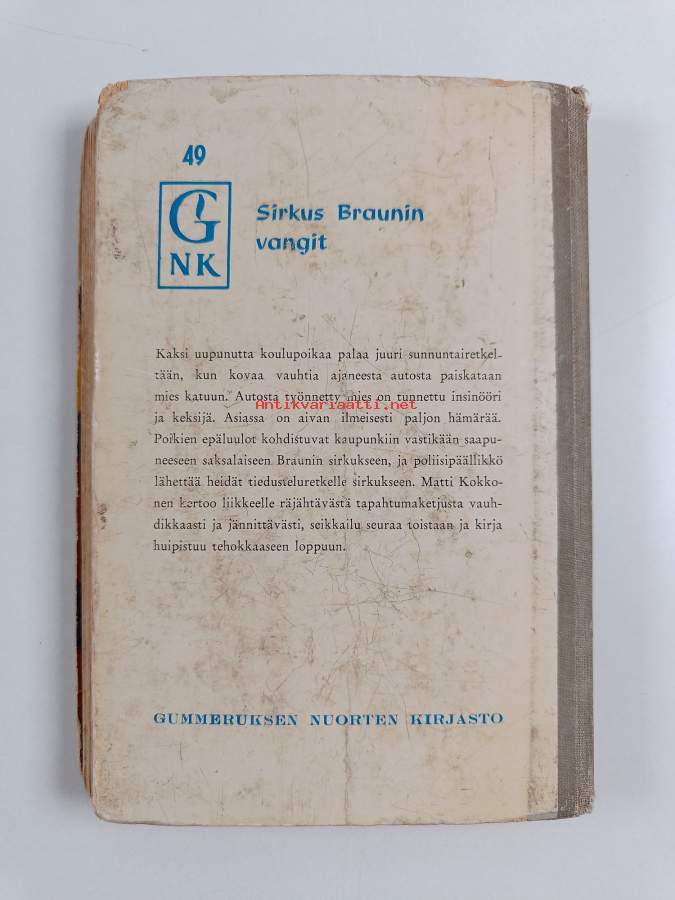 49
G
NK
Sirkus Braunin
vangit
Kaksi uupunutta koulupoikaa palaa juuri sunnuntairetkel-
tään, kun kovaa vauhtia ajaneesta autosta paiskataan
mies katuun. Autosta työnnetty mies on tunnettu insinööri
Antikvariaatti.net
ja keksijä. Asiassa on aivan ilmeisesti paljon hämärää.
Poikien epäluulot kohdistuvat kaupunkiin vastikään saapu-
neeseen saksalaiseen Braunin sirkukseen, ja poliisipäällikkö
lähettää heidät tiedusteluretkelle sirkukseen. Matti Kokko-
nen kertoo liikkeelle räjähtävästä tapahtumaketjusta vauh-
dikkaasti ja jännittävästi, seikkailu seuraa toistaan ja kirja
huipistuu tehokkaaseen loppuun.
GUMMERUKSEN NUORTEN KIRJASTO